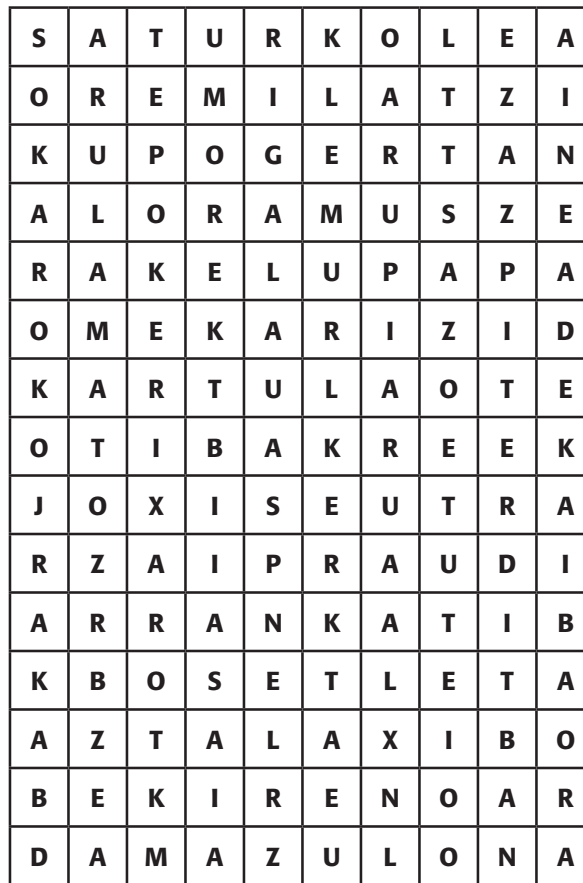 S A T U R K O L E A
O R E M I L A T Z I
K U P O G E R T A N
A L O R A M U S Z E
R A K E L U P A P A
O M E K A R I Z I D
K A R T U L A O T E
O T I B A K R E E K
J O X I S E U T R A
R Z A I P R A U D I
A R R A N K A T I B
K B O S E T L E T A
A Z T A L A X I B O
B E K I R E N O A R
D A M A Z U L O N A